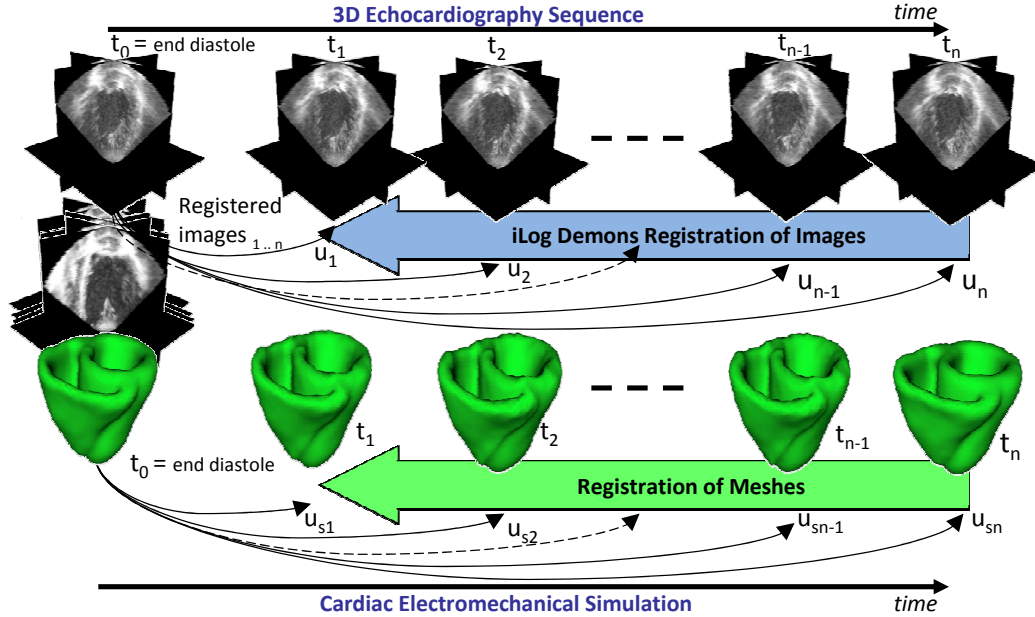 3D Echocardiography Sequence
time
t0 = end diastole
t1
t2
tn-1
tn
Registered
images 1..n
iLog Demons Registration of Images
u1
u2
un-1
un
t1
t2
tn-1
tn
t0 = end diastole
Registration of Meshes
us1
us2
usn-1
usn
Cardiac Electromechanical Simulation
time